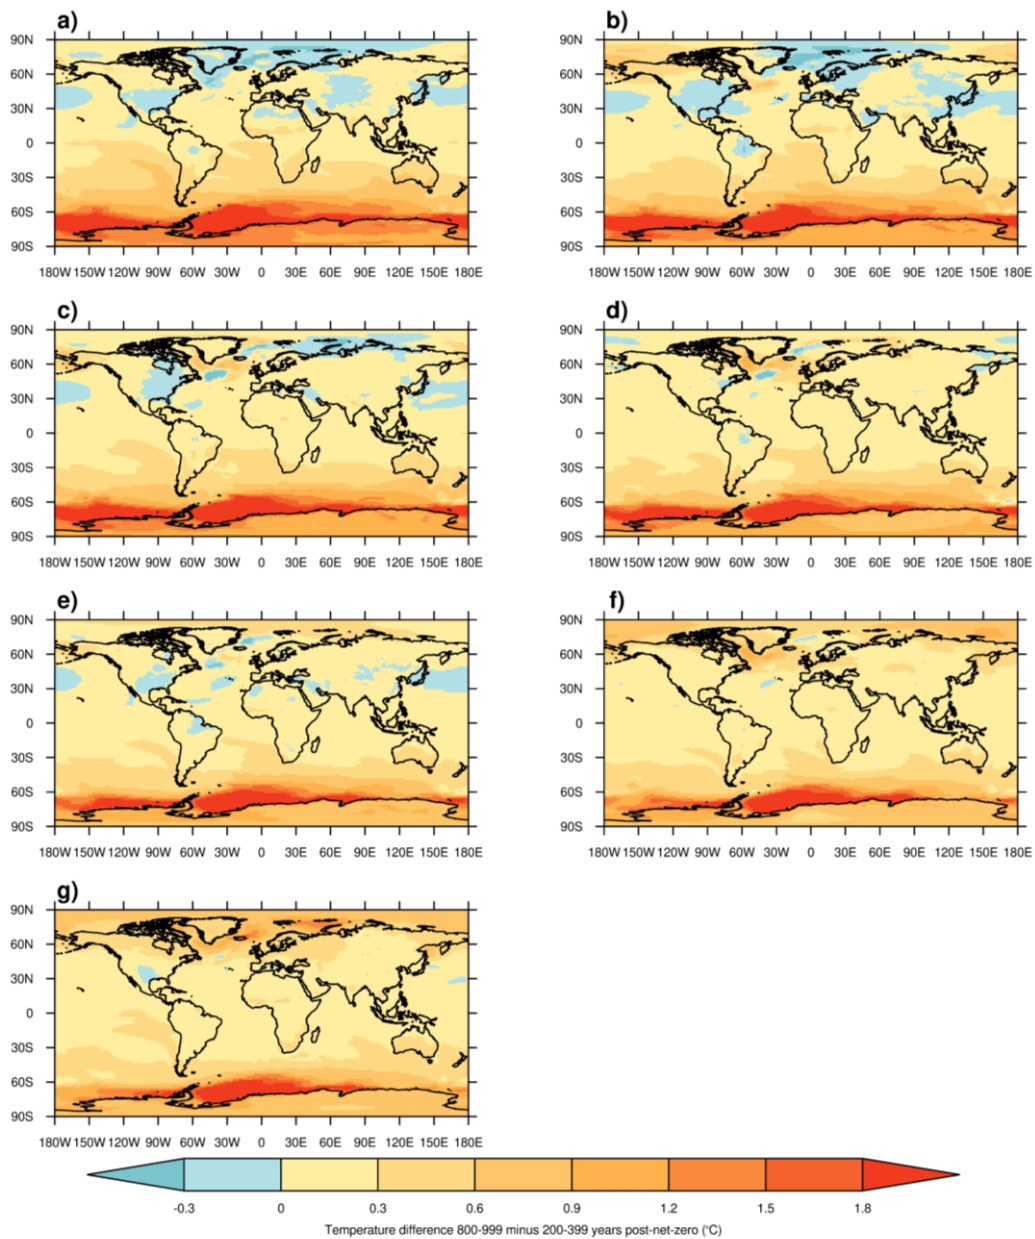 a)
90N
60N
30N
0
30S
60S
90S
180W 150W 120W 90W 60W 30W 0 30E 60E 90E 120E 150E 180E
b)
90N
60N
30N
0
30S
60S
90S
180W 150W 120W 90W 60W 30W 0 30E 60E 90E 120E 150E 180E
c)
90N
60N
30N
0
30S
60S
90S
180W 150W 120W 90W 60W 30W 0 30E 60E 90E 120E 150E 180E
d)
90N
60N
30N
0
30S
60S
90S
180W 150W 120W 90W 60W 30W 0 30E 60E 90E 120E 150E 180E
e)
90N
60N
30N
0
30S
60S
90S
180W 150W 120W 90W 60W 30W 0 30E 60E 90E 120E 150E 180E
f)
90N
60N
30N
0
30S
60S
90S
180W 150W 120W 90W 60W 30W 0 30E 60E 90E 120E 150E 180E
g)
90N
60N
30N
0
30S
60S
90S
180W 150W 120W 90W 60W 30W 0 30E 60E 90E 120E 150E 180E
-0.3 0 0.3 0.6 0.9 1.2 1.5 1.8
Temperature difference 800-999 minus 200-399 years post-net-zero (°C)